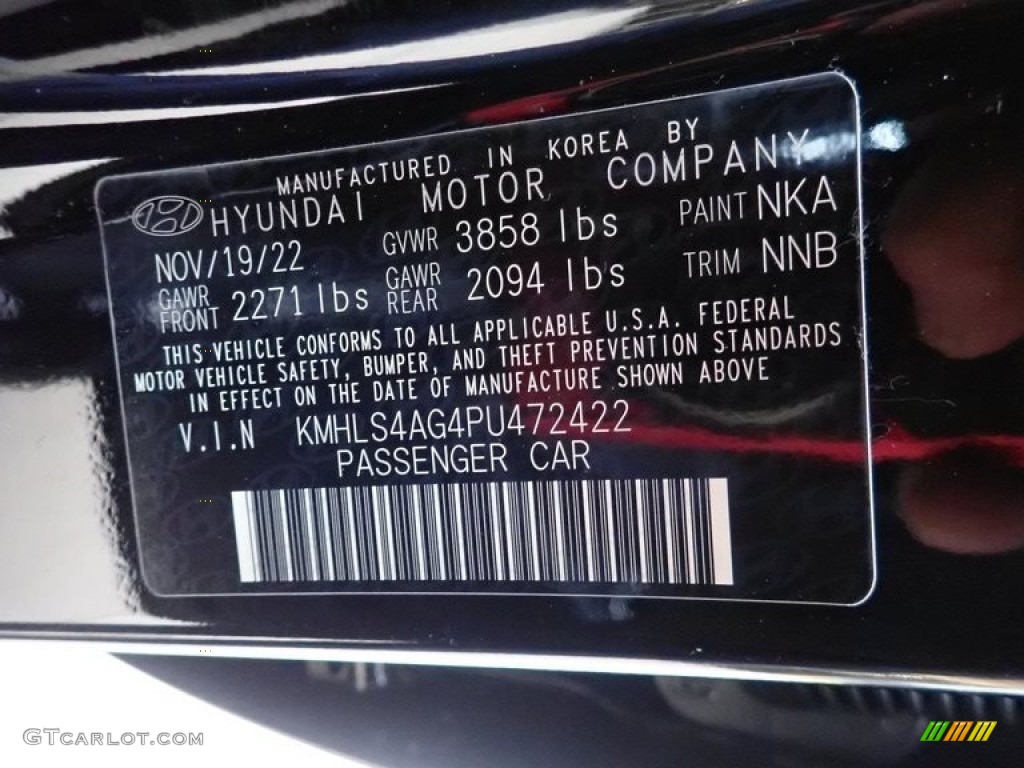 MANUFACTURED IN KOREA BY
HYUNDAI MOTOR COMPANY
NOV/19/22 GVWR 3858 lbs PAINT NKA
GAWR FRONT 2271 lbs GAWR REAR 2094 lbs TRIM NNB
THIS VEHICLE CONFORMS TO ALL APPLICABLE U.S.A. FEDERAL
MOTOR VEHICLE SAFETY, BUMPER, AND THEFT PREVENTION STANDARDS
IN EFFECT ON THE DATE OF MANUFACTURE SHOWN ABOVE
V.I.N KMHLS4AG4PU472422
PASSENGER CAR
GTCARLOT.COM